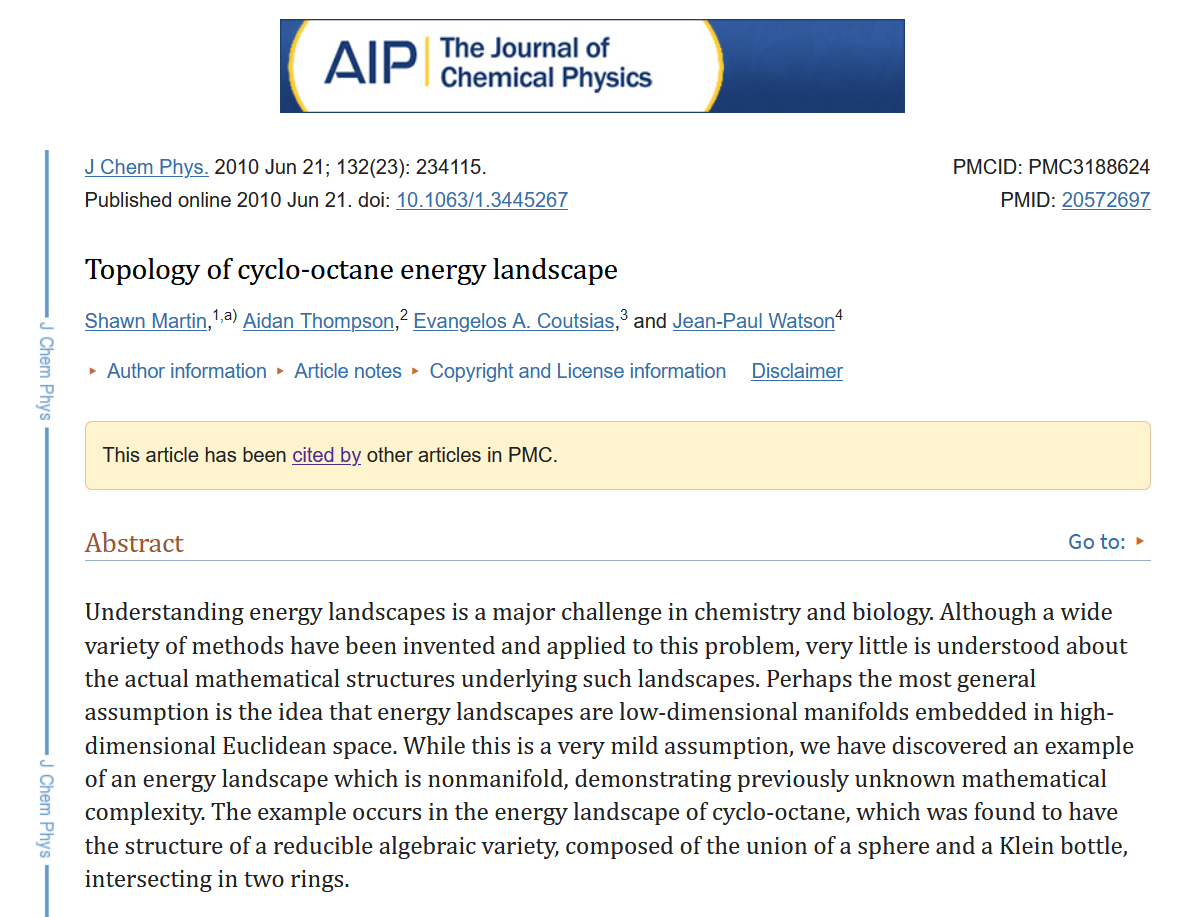 AIP
The Journal of
Chemical Physics
J Chem Phys. 2010 Jun 21; 132(23): 234115.
PMCID: PMC3188624
Published online 2010 Jun 21. doi: 10.1063/1.3445267
PMID: 20572697
Topology of cyclo-octane energy landscape
Shawn Martin,1,a) Aidan Thompson,2 Evangelos A. Coutsias,3 and Jean-Paul Watson4
Author information Article notes Copyright and License information Disclaimer
This article has been cited by other articles in PMC.
Abstract
Go to:
Understanding energy landscapes is a major challenge in chemistry and biology. Although a wide
variety of methods have been invented and applied to this problem, very little is understood about
the actual mathematical structures underlying such landscapes. Perhaps the most general
assumption is the idea that energy landscapes are low-dimensional manifolds embedded in high-
dimensional Euclidean space. While this is a very mild assumption, we have discovered an example
of an energy landscape which is nonmanifold, demonstrating previously unknown mathematical
complexity. The example occurs in the energy landscape of cyclo-octane, which was found to have
the structure of a reducible algebraic variety, composed of the union of a sphere and a Klein bottle,
intersecting in two rings.
J Chem Phys
J Chem Phys